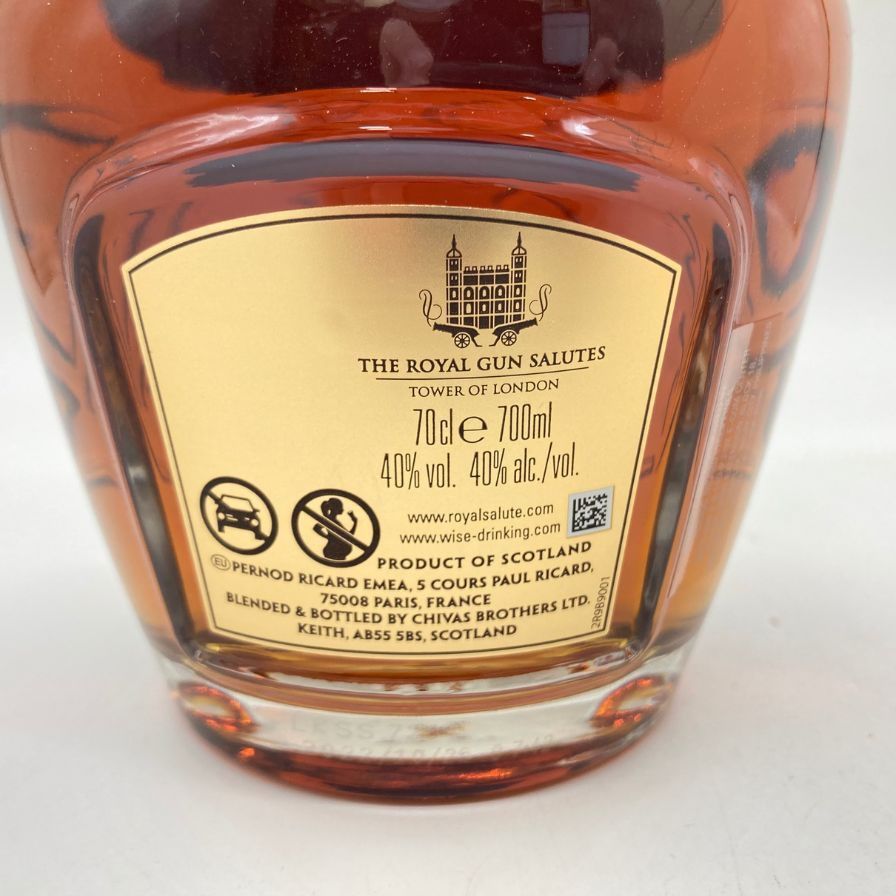 THE ROYAL GUN SALUTES
TOWER OF LONDON
70cl e 700ml
40% vol. 40% alc./vol.
www.royalsalute.com
www.wise-drinking.com
PRODUCT OF SCOTLAND
EU PERNOD RICARD EMEA, 5 COURS PAUL RICARD,
75008 PARIS, FRANCE
BLENDED & BOTTLED BY CHIVAS BROTHERS LTD.
KEITH, AB55 5BS, SCOTLAND
2R9B9001